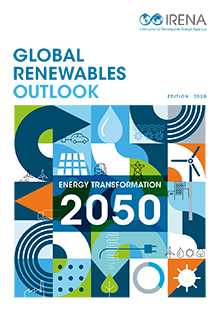 IRENA
International Renewable Energy Agency
GLOBAL
RENEWABLES
OUTLOOK
EDITION 2020
ENERGY TRANSFORMATION
2050